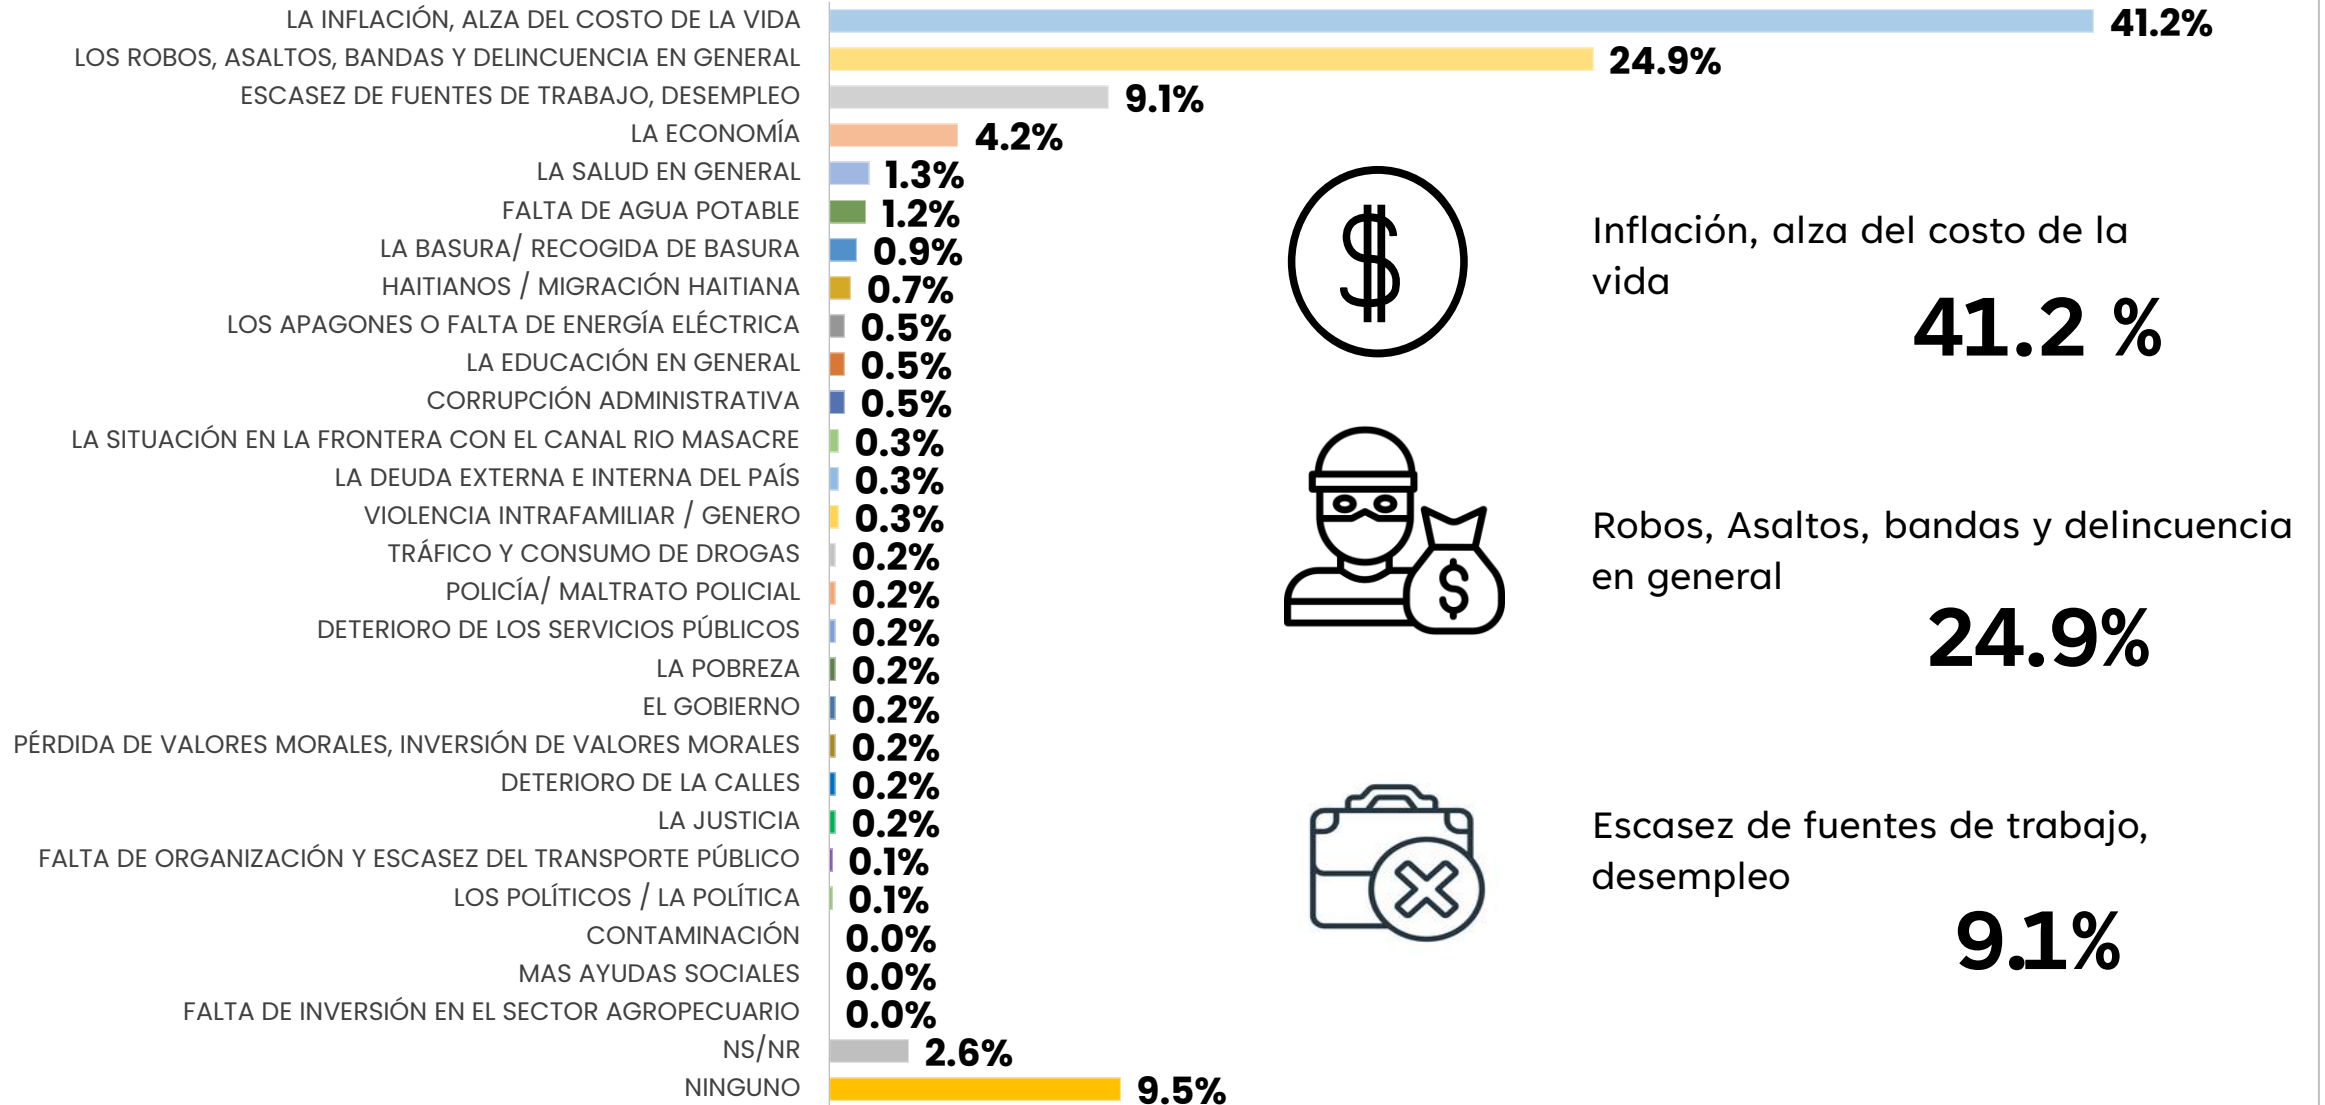 LA INFLACIÓN, ALZA DEL COSTO DE LA VIDA 41.2%
LOS ROBOS, ASALTOS, BANDAS Y DELINCUENCIA EN GENERAL 24.9%
ESCASEZ DE FUENTES DE TRABAJO, DESEMPLEO 9.1%
LA ECONOMÍA 4.2%
LA SALUD EN GENERAL 1.3%
FALTA DE AGUA POTABLE 1.2%
LA BASURA/ RECOGIDA DE BASURA 0.9%
HAITIANOS / MIGRACIÓN HAITIANA 0.7%
LOS APAGONES O FALTA DE ENERGÍA ELÉCTRICA 0.5%
LA EDUCACIÓN EN GENERAL 0.5%
CORRUPCIÓN ADMINISTRATIVA 0.5%
LA SITUACIÓN EN LA FRONTERA CON EL CANAL RIO MASACRE 0.3%
LA DEUDA EXTERNA E INTERNA DEL PAÍS 0.3%
VIOLENCIA INTRAFAMILIAR / GENERO 0.3%
TRÁFICO Y CONSUMO DE DROGAS 0.2%
POLICÍA/ MALTRATO POLICIAL 0.2%
DETERIORO DE LOS SERVICIOS PÚBLICOS 0.2%
LA POBREZA 0.2%
EL GOBIERNO 0.2%
PÉRDIDA DE VALORES MORALES, INVERSIÓN DE VALORES MORALES 0.2%
DETERIORO DE LA CALLES 0.2%
LA JUSTICIA 0.2%
FALTA DE ORGANIZACIÓN Y ESCASEZ DEL TRANSPORTE PÚBLICO 0.1%
LOS POLÍTICOS / LA POLÍTICA 0.1%
CONTAMINACIÓN 0.0%
MAS AYUDAS SOCIALES 0.0%
FALTA DE INVERSIÓN EN EL SECTOR AGROPECUARIO 0.0%
NS/NR 2.6%
NINGUNO 9.5%
$
Inflación, alza del costo de la
vida
41.2 %
$
Robos, Asaltos, bandas y delincuencia
en general
24.9%
Escasez de fuentes de trabajo,
desempleo
9.1%